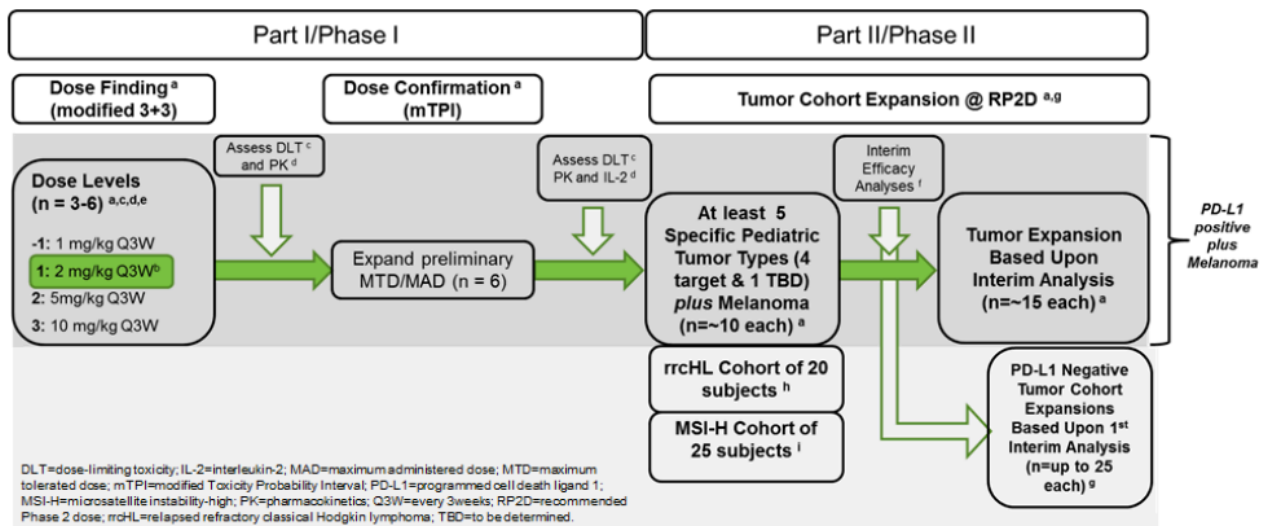 Part I/Phase I
Part II/Phase II
Dose Finding a
(modified 3+3)
Dose Confirmation a
(mTPI)
Tumor Cohort Expansion @ RP2D a,g
Assess DLT c
and PK d
Assess DLT c
PK and IL-2 d
Interim
Efficacy
Analyses f
Dose Levels
(n = 3-6) a,c,d,e
-1: 1 mg/kg Q3W
1: 2 mg/kg Q3W b
2: 5mg/kg Q3W
3: 10 mg/kg Q3W
Expand preliminary
MTD/MAD (n = 6)
At least 5
Specific Pediatric
Tumor Types (4
target & 1 TBD)
plus Melanoma
(n=~10 each) a
Tumor Expansion
Based Upon
Interim Analysis
(n=~15 each) a
PD-L1
positive
plus
Melanoma
rrcHL Cohort of 20
subjects h
MSI-H Cohort of
25 subjects i
PD-L1 Negative
Tumor Cohort
Expansions
Based Upon 1st
Interim Analysis
(n=up to 25
each) g
DLT=dose-limiting toxicity; IL-2=interleukin-2; MAD=maximum administered dose; MTD=maximum
tolerated dose; mTPI=modified Toxicity Probability Interval; PD-L1=programmed cell death ligand 1;
MSI-H=microsatellite instability-high; PK=pharmacokinetics; Q3W=every 3weeks; RP2D=recommended
Phase 2 dose; rrcHL=relapsed refractory classical Hodgkin lymphoma; TBD=to be determined.